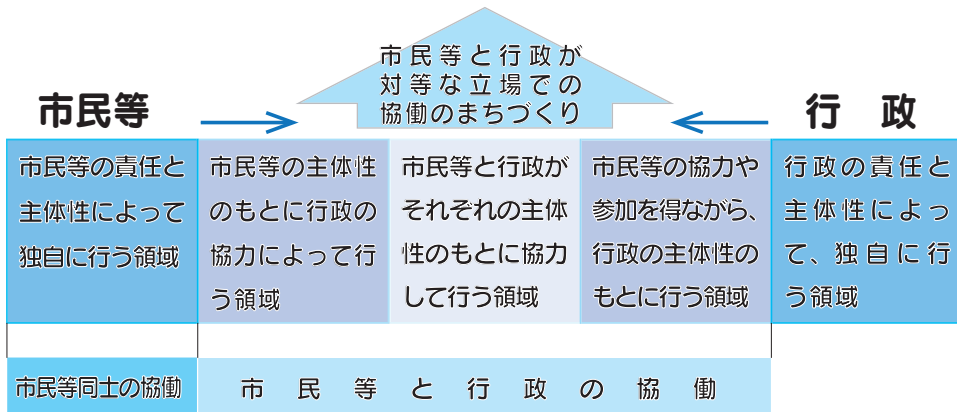 市民等と行政が
対等な立場での
協働のまちづくり
市民等
行政
市民等の責任と
主体性によって
独自に行う領域
市民等の主体性
のもとに行政の
協力によって行
う領域
市民等と行政が
それぞれの主体
性のもとに協力
して行う領域
市民等の協力や
参加を得ながら、
行政の主体性の
もとに行う領域
行政の責任と
主体性によっ
て、独自に行
う領域
市民等同士の協働
市民等と行政の協働